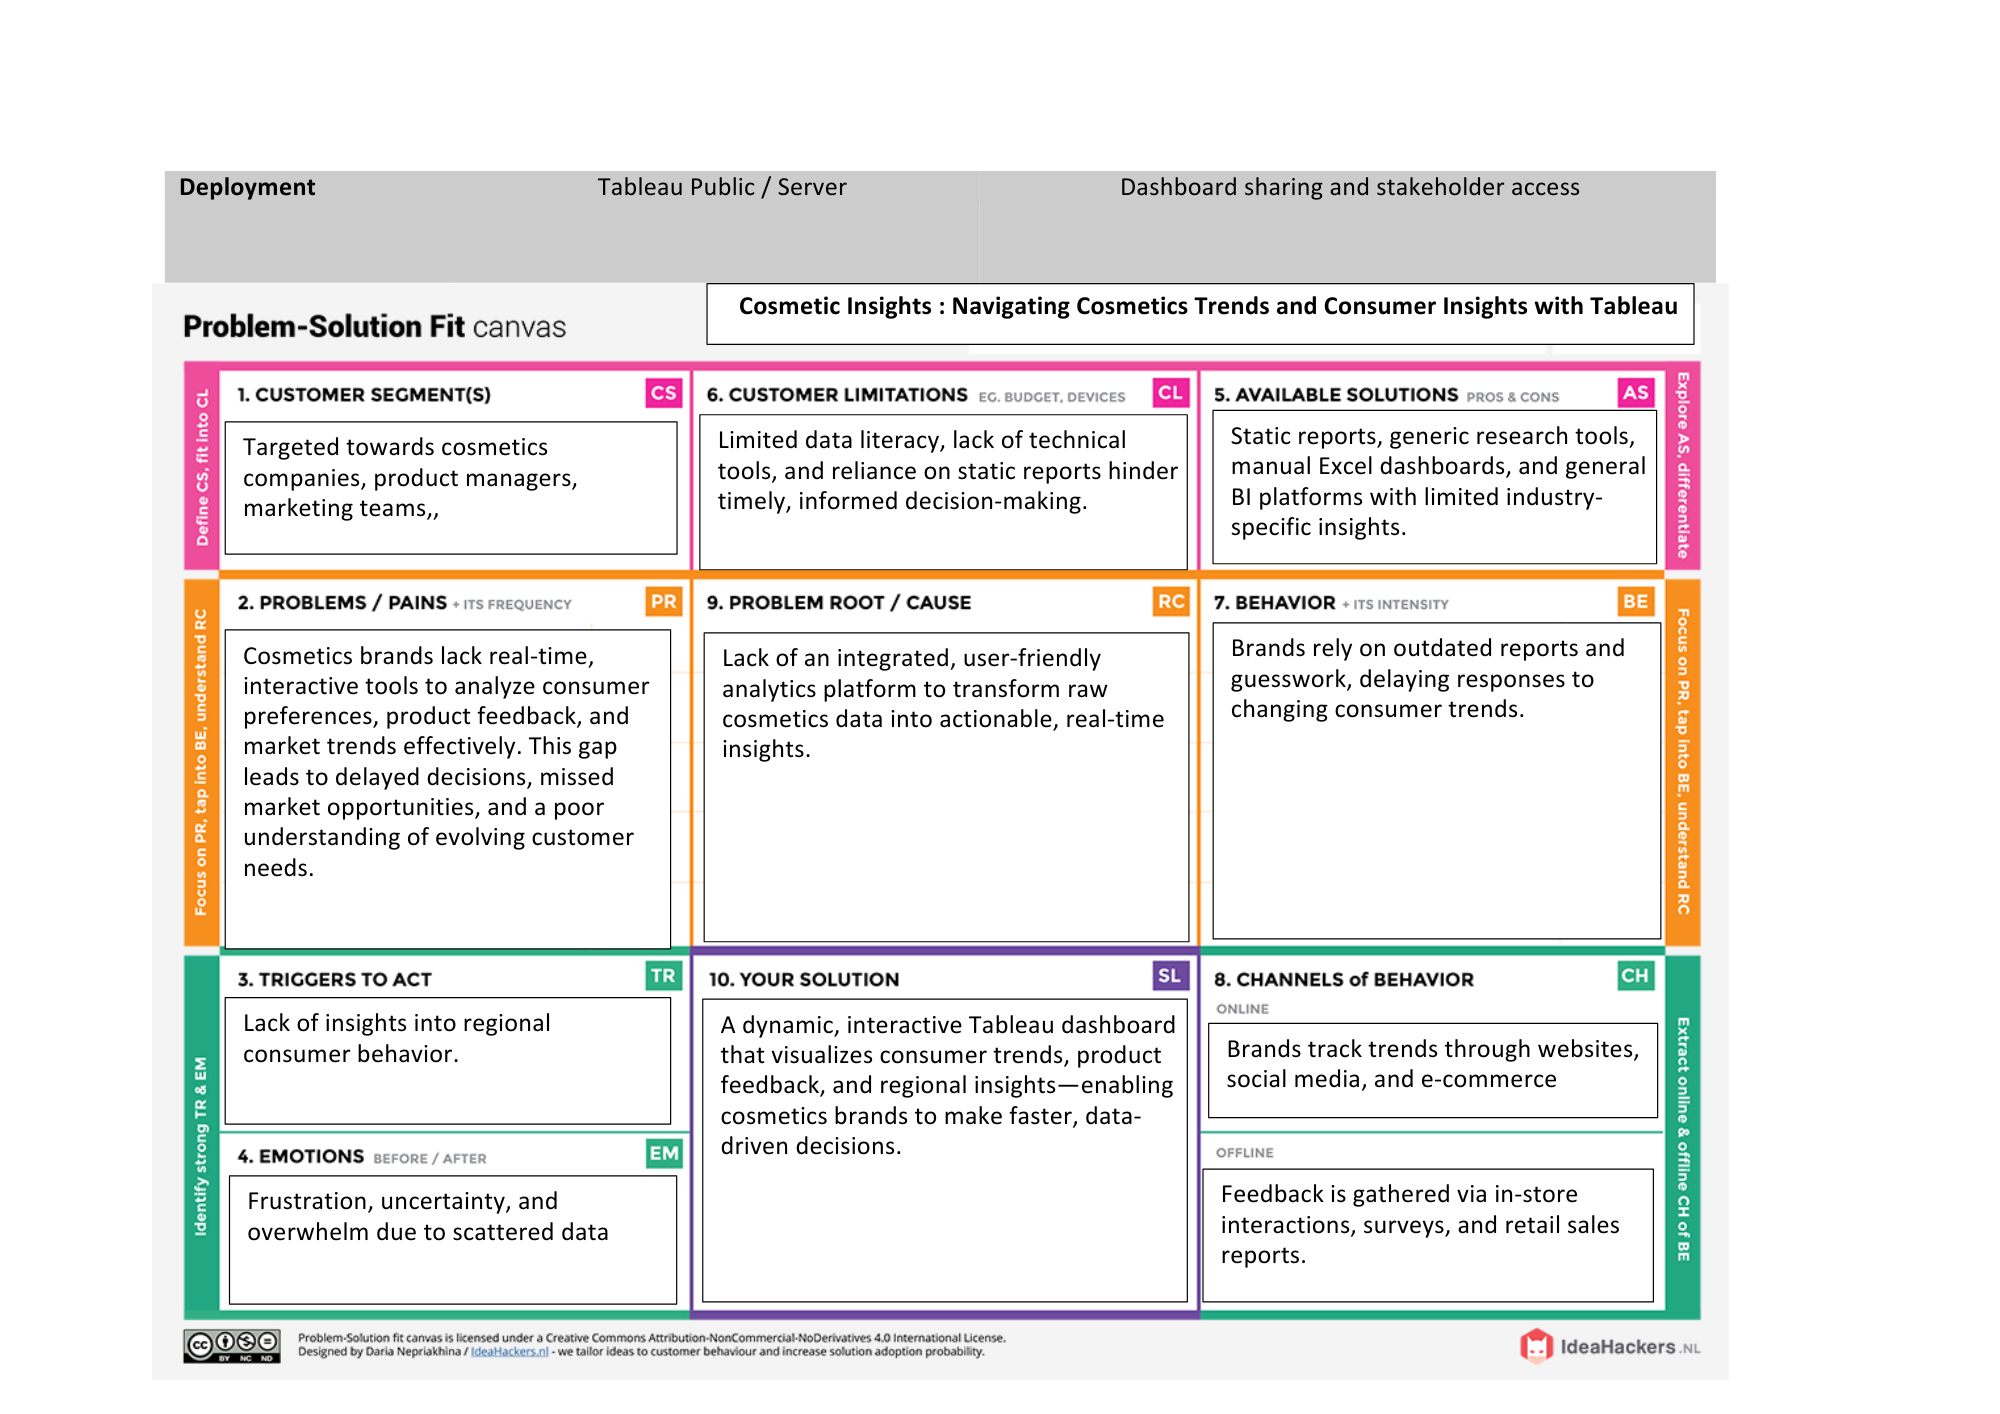 Deployment Tableau Public / Server Dashboard sharing and stakeholder access
Problem-Solution Fit canvas
Cosmetic Insights : Navigating Cosmetics Trends and Consumer Insights with Tableau
Define CS, fit into CL
1. CUSTOMER SEGMENT(S) CS
Targeted towards cosmetics
companies, product managers,
marketing teams,,
6. CUSTOMER LIMITATIONS EG. BUDGET, DEVICES CL
Limited data literacy, lack of technical
tools, and reliance on static reports hinder
timely, informed decision-making.
5. AVAILABLE SOLUTIONS PROS & CONS AS
Static reports, generic research tools,
manual Excel dashboards, and general
BI platforms with limited industry-
specific insights.
Explore AS, differentiate
Focus on PR, tap into BE, understand RC
2. PROBLEMS / PAINS + ITS FREQUENCY PR
Cosmetics brands lack real-time,
interactive tools to analyze consumer
preferences, product feedback, and
market trends effectively. This gap
leads to delayed decisions, missed
market opportunities, and a poor
understanding of evolving customer
needs.
9. PROBLEM ROOT / CAUSE RC
Lack of an integrated, user-friendly
analytics platform to transform raw
cosmetics data into actionable, real-time
insights.
7. BEHAVIOR + ITS INTENSITY BE
Brands rely on outdated reports and
guesswork, delaying responses to
changing consumer trends.
Focus on PR, tap into BE, understand RC
Identify strong TR & EM
3. TRIGGERS TO ACT TR
Lack of insights into regional
consumer behavior.
4. EMOTIONS BEFORE / AFTER EM
Frustration, uncertainty, and
overwhelm due to scattered data
10. YOUR SOLUTION SL
A dynamic, interactive Tableau dashboard
that visualizes consumer trends, product
feedback, and regional insights—enabling
cosmetics brands to make faster, data-
driven decisions.
8. CHANNELS of BEHAVIOR CH
ONLINE
Brands track trends through websites,
social media, and e-commerce
OFFLINE
Feedback is gathered via in-store
interactions, surveys, and retail sales
reports.
Extract online & offline CH of BE
cc BY NC ND
Problem-Solution fit canvas is licensed under a Creative Commons Attribution-NonCommercial-NoDerivatives 4.0 International License.
Designed by Daria Nepriakhina / IdeaHackers.nl - we tailor ideas to customer behaviour and increase solution adoption probability.
IdeaHackers.NL